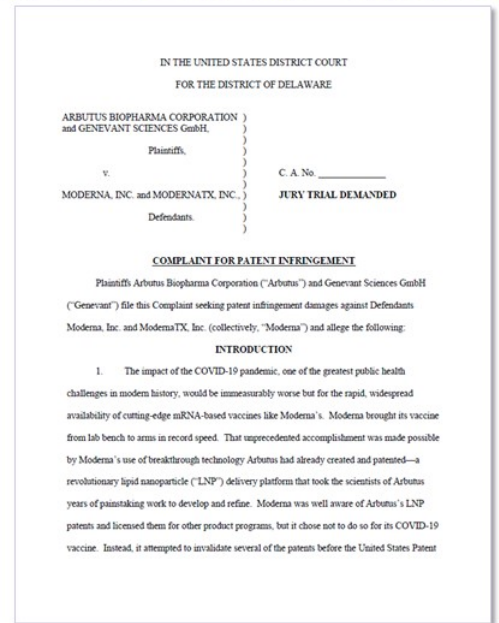 IN THE UNITED STATES DISTRICT COURT
FOR THE DISTRICT OF DELAWARE
ARBUTUS BIOPHARMA CORPORATION )
and GENEVANT SCIENCES GmbH, )
)
Plaintiffs, )
)
v. ) C. A. No. ____________
)
MODERNA, INC. and MODERNATX, INC., ) JURY TRIAL DEMANDED
)
Defendants. )
)
COMPLAINT FOR PATENT INFRINGEMENT
Plaintiffs Arbutus Biopharma Corporation (“Arbutus”) and Genevant Sciences GmbH
(“Genevant”) file this Complaint seeking patent infringement damages against Defendants
Moderna, Inc. and ModernaTX, Inc. (collectively, “Moderna”) and allege the following:
INTRODUCTION
1. The impact of the COVID-19 pandemic, one of the greatest public health
challenges in modern history, would be immeasurably worse but for the rapid, widespread
availability of cutting-edge mRNA-based vaccines like Moderna’s. Moderna brought its vaccine
from lab bench to arms in record speed. That unprecedented accomplishment was made possible
by Moderna’s use of breakthrough technology Arbutus had already created and patented—a
revolutionary lipid nanoparticle (“LNP”) delivery platform that took the scientists of Arbutus
years of painstaking work to develop and refine. Moderna was well aware of Arbutus’s LNP
patents and licensed them for other product programs, but it chose not to do so for its COVID-19
vaccine. Instead, it attempted to invalidate several of the patents before the United States Patent